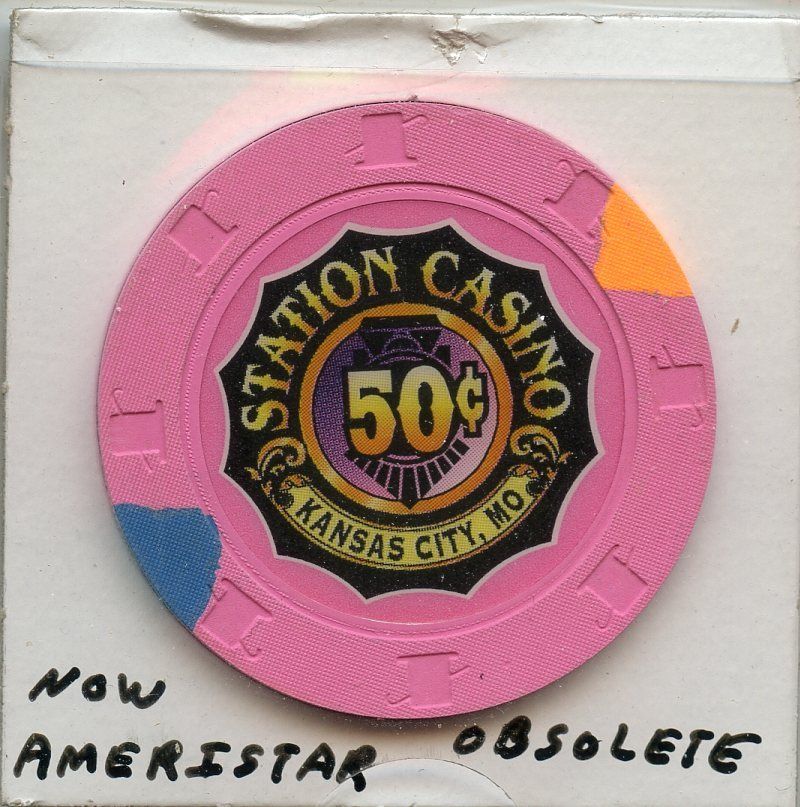 STATION CASINO
50¢
KANSAS CITY, MO
NOW
AMERISTAR OBSOLETE